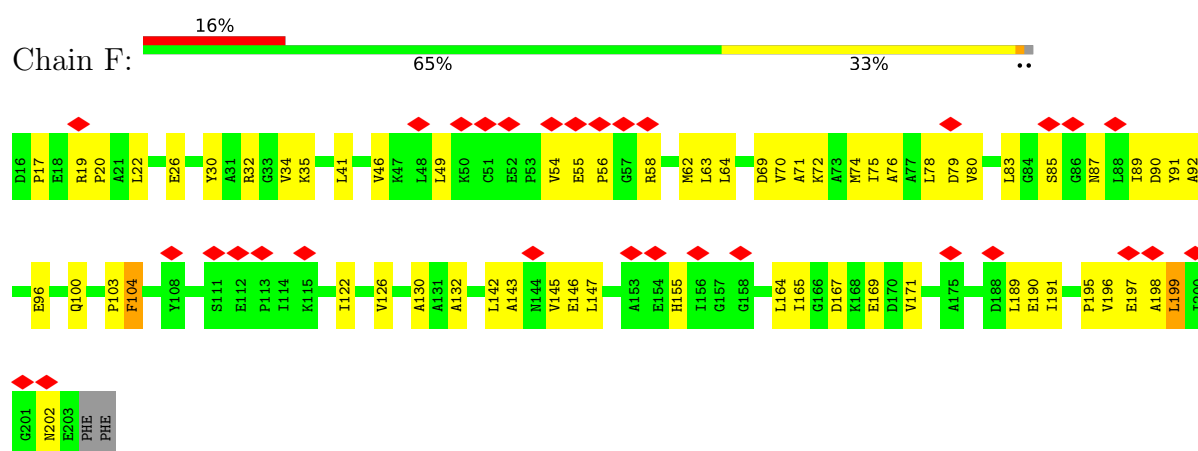 16%
Chain F:
65% 33% ••
D16 P17 E18 R19 P20 A21 L22 E26 Y30 A31 R32 G33 V34 K35 L41 V46 K47 L48 L49 K50 C51 E52 P53 V54 E55 P56 G57 R58 M62 L63 L64 D69 V70 A71 K72 A73 M74 I75 A76 A77 L78 D79 V80 L83 G84 S85 G86 N87 L88 I89 D90 Y91 A92
E96 Q100 P103 F104 Y108 S111 E112 P113 I114 K115 I122 V126 A130 A131 A132 L142 A143 N144 V145 E146 L147 A153 E154 H155 I156 G157 G158 L164 I165 G166 D167 K168 E169 D170 V171 A175 D188 L189 E190 I191 P195 V196 E197 A198 L199
G201 N202 E203 PHE PHE